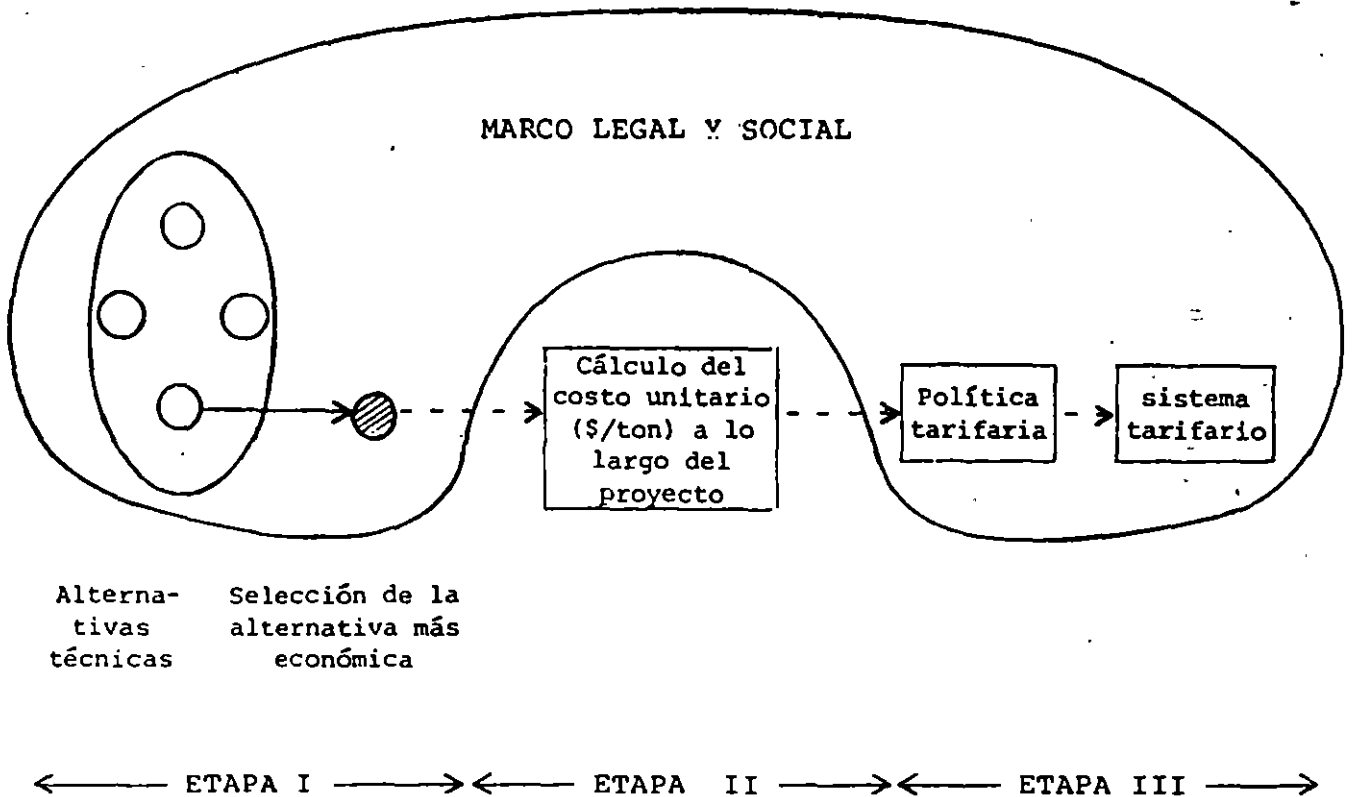 MARCO LEGAL Y SOCIAL
Cálculo del
costo unitario
($/ton) a lo
largo del
proyecto
Política
tarifaria
sistema
tarifario
Alterna-
tivas
técnicas
Selección de la
alternativa más
económica
ETAPA I
ETAPA II
ETAPA III